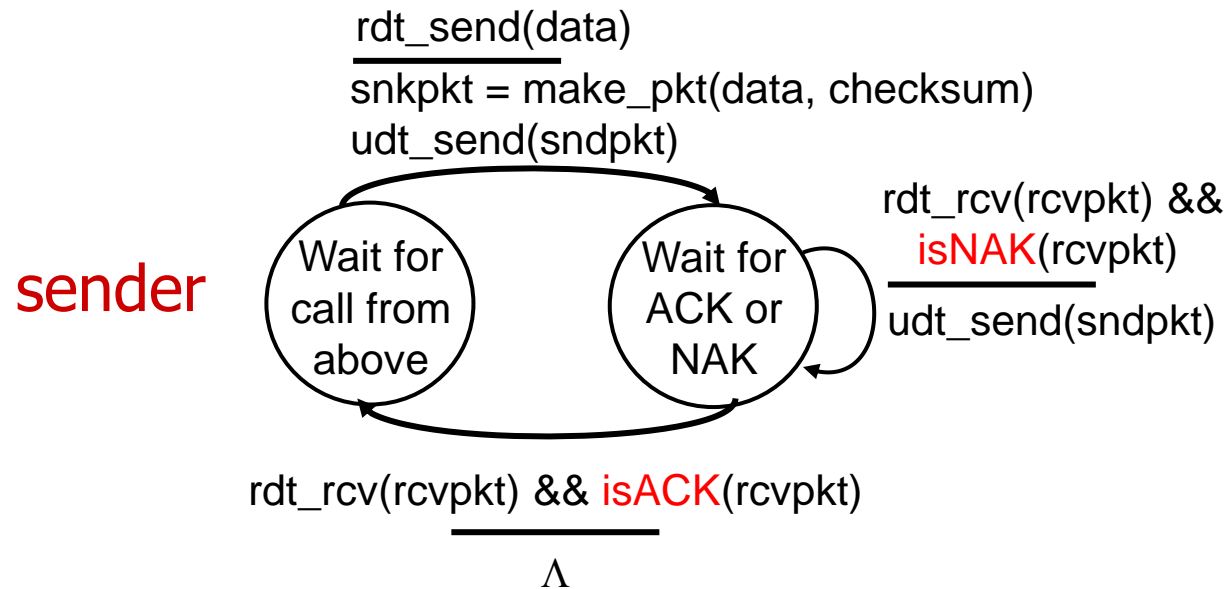 rdt_send(data)
snkpkt = make_pkt(data, checksum)
udt_send(sndpkt)
sender
Wait for
call from
above
Wait for
ACK or
NAK
rdt_rcv(rcvpkt) &&
isNAK(rcvpkt)
udt_send(sndpkt)
rdt_rcv(rcvpkt) && isACK(rcvpkt)
Λ